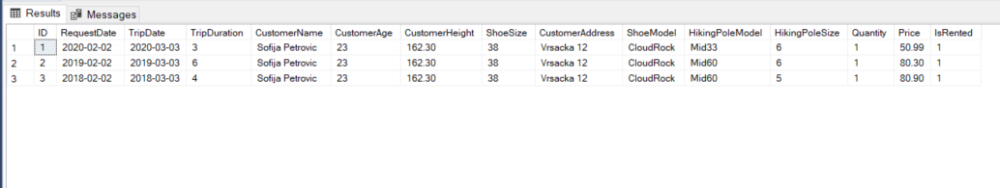 Results Messages
ID RequestDate TripDate TripDuration CustomerName CustomerAge CustomerHeight ShoeSize CustomerAddress ShoeModel HikingPoleModel HikingPoleSize Quantity Price IsRented
1 1 2020-02-02 2020-03-03 3 Sofija Petrovic 23 162.30 38 Vrsacka 12 CloudRock Mid33 6 1 50.99 1
2 2 2019-02-02 2019-03-03 6 Sofija Petrovic 23 162.30 38 Vrsacka 12 CloudRock Mid60 6 1 80.30 1
3 3 2018-02-02 2018-03-03 4 Sofija Petrovic 23 162.30 38 Vrsacka 12 CloudRock Mid60 5 1 80.90 1